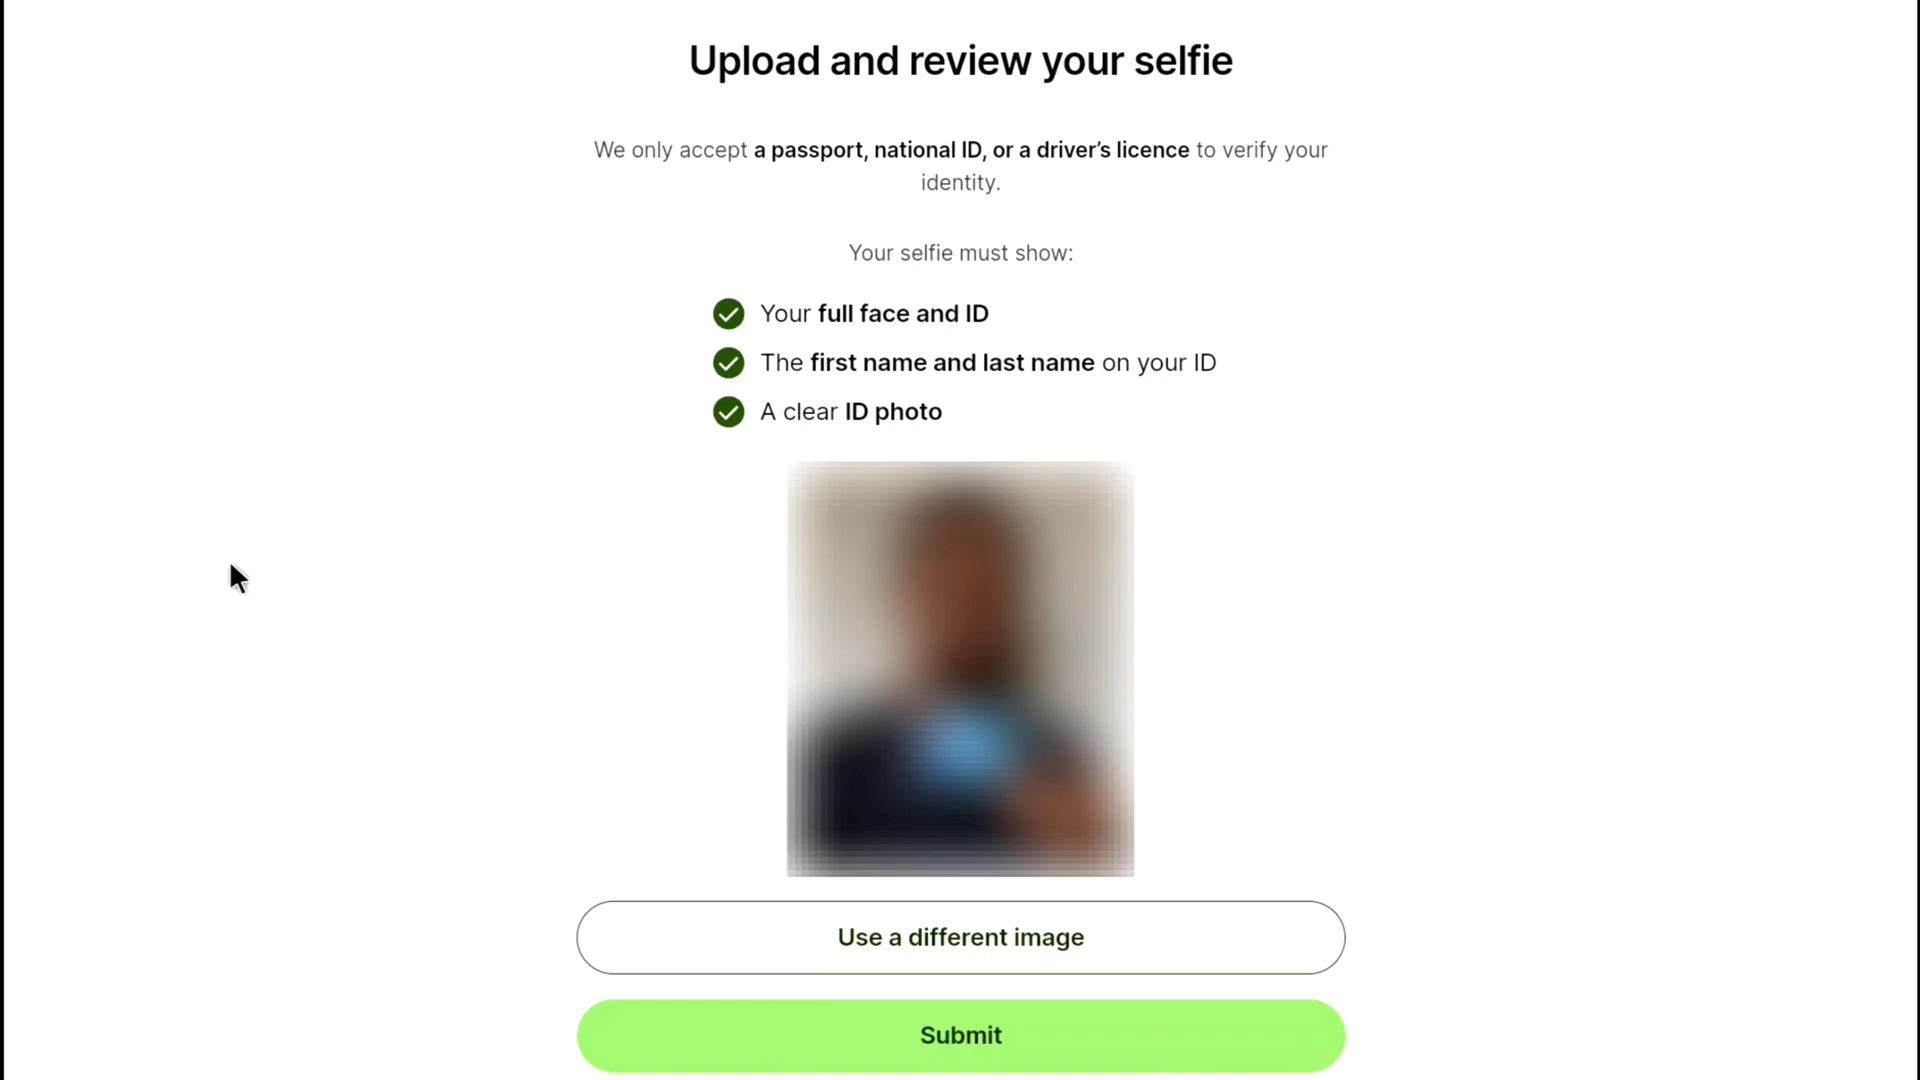 Upload and review your selfie
We only accept a passport, national ID, or a driver’s licence to verify your
identity.
Your selfie must show:
Your full face and ID
The first name and last name on your ID
A clear ID photo
Use a different image
Submit